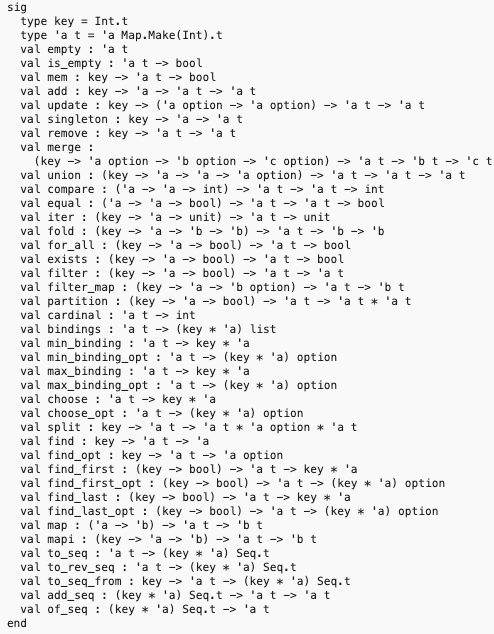 sig
type key = Int.t
type 'a t = 'a Map.Make(Int).t
val empty : 'a t
val is_empty : 'a t -> bool
val mem : key -> 'a t -> bool
val add : key -> 'a -> 'a t -> 'a t
val update : key -> ('a option -> 'a option) -> 'a t -> 'a t
val singleton : key -> 'a -> 'a t
val remove : key -> 'a t -> 'a t
val merge :
(key -> 'a option -> 'b option -> 'c option) -> 'a t -> 'b t -> 'c t
val union : (key -> 'a -> 'a -> 'a option) -> 'a t -> 'a t -> 'a t
val compare : ('a -> 'a -> int) -> 'a t -> 'a t -> int
val equal : ('a -> 'a -> bool) -> 'a t -> 'a t -> bool
val iter : (key -> 'a -> unit) -> 'a t -> unit
val fold : (key -> 'a -> 'b -> 'b) -> 'a t -> 'b -> 'b
val for_all : (key -> 'a -> bool) -> 'a t -> bool
val exists : (key -> 'a -> bool) -> 'a t -> bool
val filter : (key -> 'a -> bool) -> 'a t -> 'a t
val filter_map : (key -> 'a -> 'b option) -> 'a t -> 'b t
val partition : (key -> 'a -> bool) -> 'a t -> 'a t * 'a t
val cardinal : 'a t -> int
val bindings : 'a t -> (key * 'a) list
val min_binding : 'a t -> key * 'a
val min_binding_opt : 'a t -> (key * 'a) option
val max_binding : 'a t -> key * 'a
val max_binding_opt : 'a t -> (key * 'a) option
val choose : 'a t -> key * 'a
val choose_opt : 'a t -> (key * 'a) option
val split : key -> 'a t -> 'a t * 'a option * 'a t
val find : key -> 'a t -> 'a
val find_opt : key -> 'a t -> 'a option
val find_first : (key -> bool) -> 'a t -> key * 'a
val find_first_opt : (key -> bool) -> 'a t -> (key * 'a) option
val find_last : (key -> bool) -> 'a t -> key * 'a
val find_last_opt : (key -> bool) -> 'a t -> (key * 'a) option
val map : ('a -> 'b) -> 'a t -> 'b t
val mapi : (key -> 'a -> 'b) -> 'a t -> 'b t
val to_seq : 'a t -> (key * 'a) Seq.t
val to_rev_seq : 'a t -> (key * 'a) Seq.t
val to_seq_from : key -> 'a t -> (key * 'a) Seq.t
val add_seq : (key * 'a) Seq.t -> 'a t -> 'a t
val of_seq : (key * 'a) Seq.t -> 'a t
end